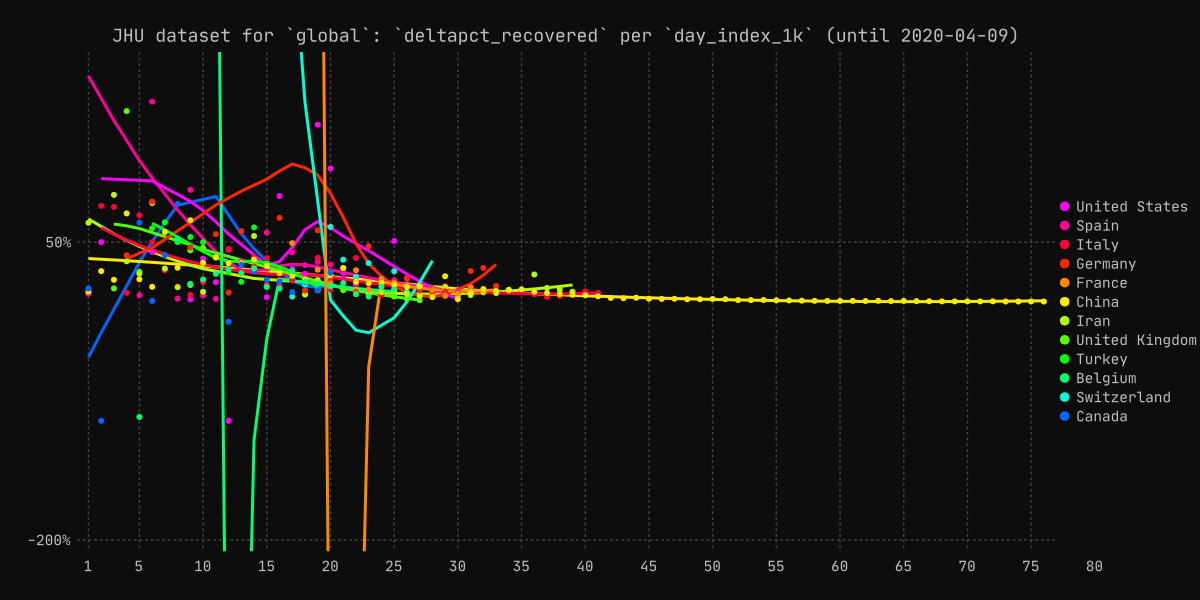 JHU dataset for `global`: `deltapct_recovered` per `day_index_1k` (until 2020-04-09)
50%
-200%
1 5 10 15 20 25 30 35 40 45 50 55 60 65 70 75 80
United States
Spain
Italy
Germany
France
China
Iran
United Kingdom
Turkey
Belgium
Switzerland
Canada